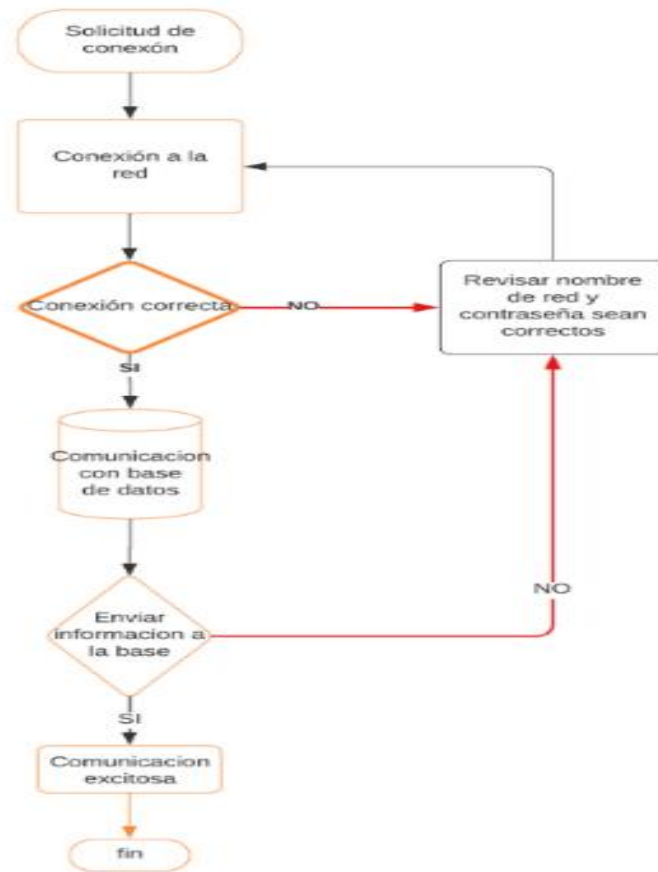 Solicitud de
conexón
Conexión a la
red
Conexión correcta
NO
Revisar nombre
de red y
contraseña sean
correctos
SI
Comunicacion
con base
de datos
Enviar
informacion a
la base
NO
SI
Comunicacion
excitosa
fin